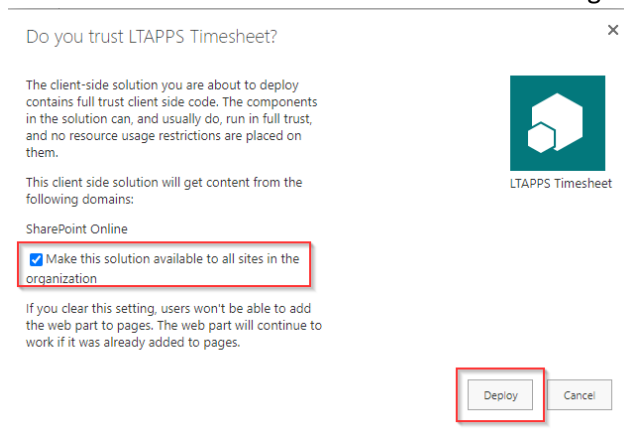 Do you trust LTAPPS Timesheet?
The client-side solution you are about to deploy
contains full trust client side code. The components
in the solution can, and usually do, run in full trust,
and no resource usage restrictions are placed on
them.
LTAPPS Timesheet
This client side solution will get content from the
following domains:
SharePoint Online
Make this solution available to all sites in the
organization
If you clear this setting, users won't be able to add
the web part to pages. The web part will continue to
work if it was already added to pages.
Deploy
Cancel